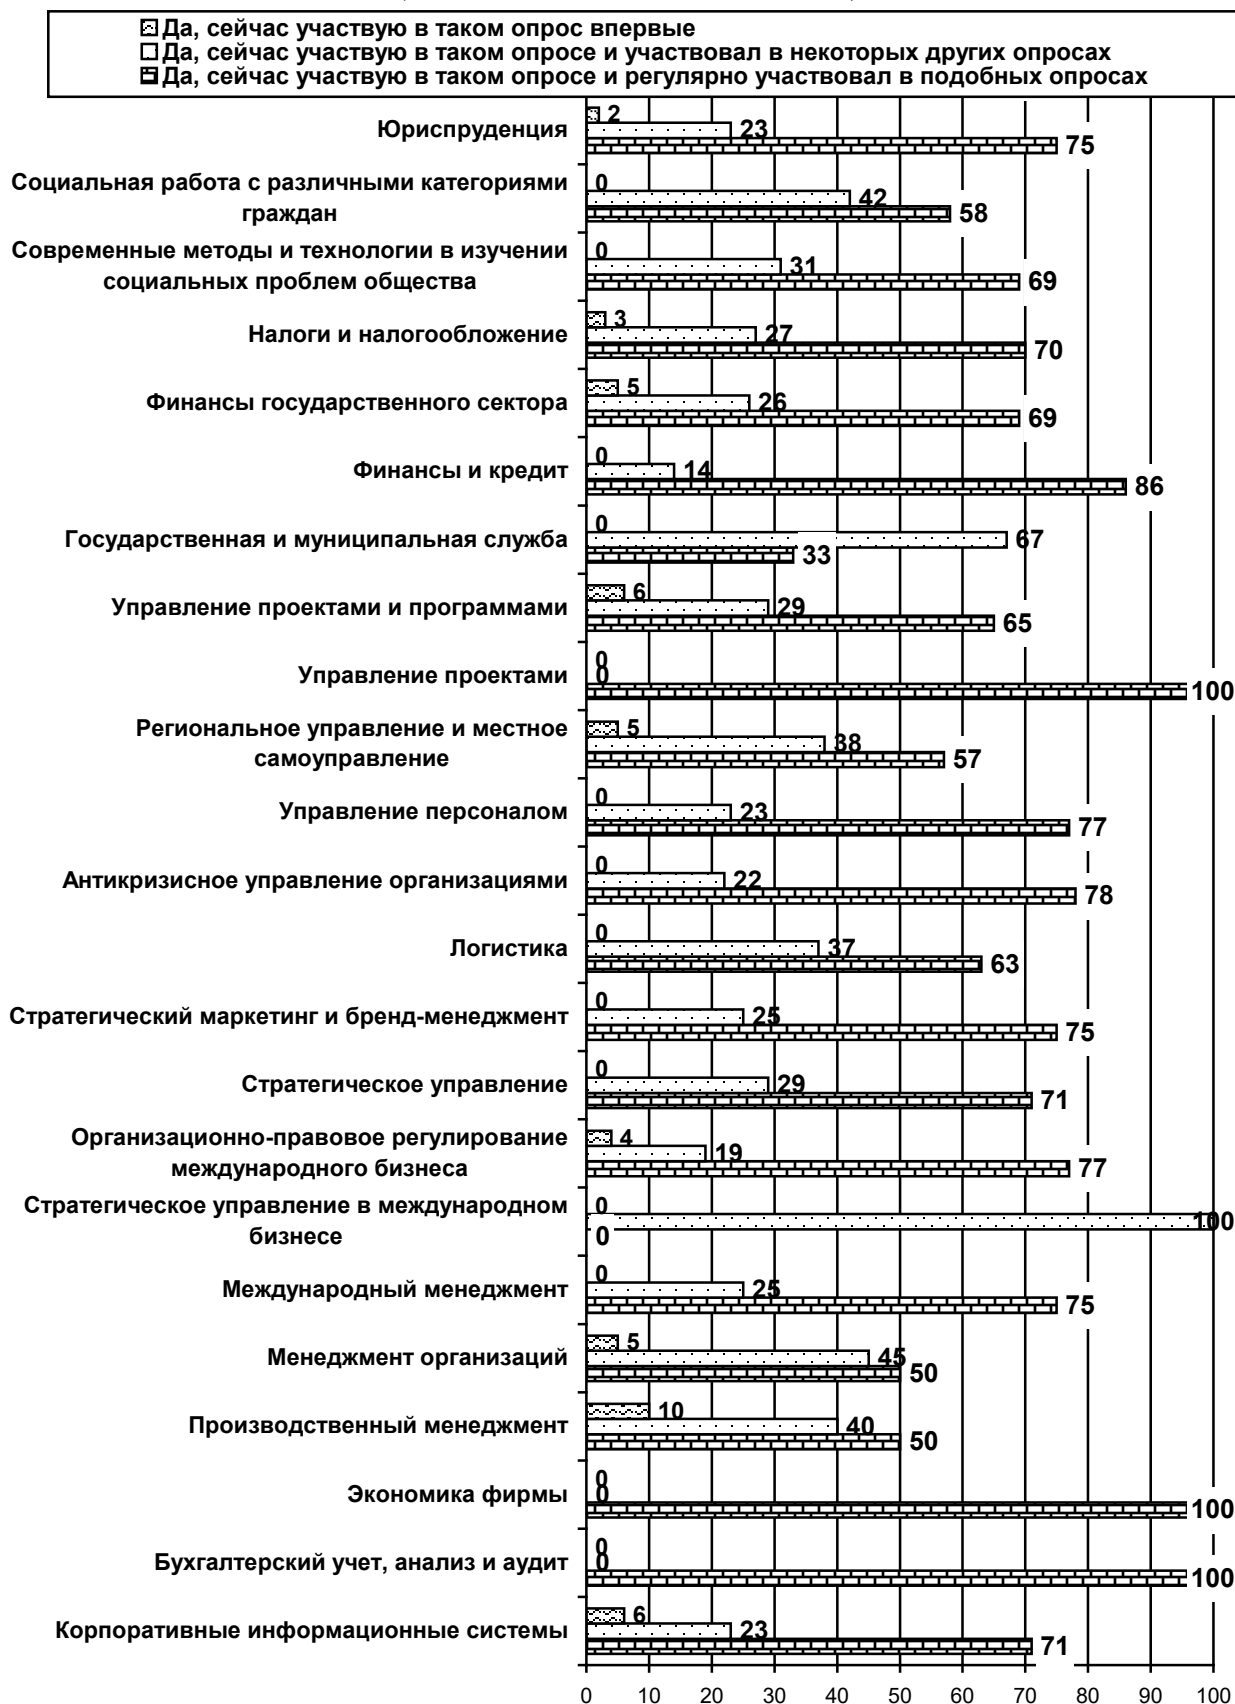 Да, сейчас участвую в таком опрос впервые
Да, сейчас участвую в таком опросе и участвовал в некоторых других опросах
Да, сейчас участвую в таком опросе и регулярно участвовал в подобных опросах
Юриспруденция
2
23
75
Социальная работа с различными категориями
граждан
0
42
58
Современные методы и технологии в изучении
социальных проблем общества
0
31
69
Налоги и налогообложение
3
27
70
Финансы государственного сектора
5
26
69
Финансы и кредит
0
14
86
Государственная и муниципальная служба
0
67
33
Управление проектами и программами
6
29
65
Управление проектами
0
0
100
Региональное управление и местное
самоуправление
5
38
57
Управление персоналом
0
23
77
Антикризисное управление организациями
0
22
78
Логистика
0
37
63
Стратегический маркетинг и бренд-менеджмент
0
25
75
Стратегическое управление
0
29
71
Организационно-правовое регулирование
международного бизнеса
4
19
77
Стратегическое управление в международном
бизнесе
0
100
0
Международный менеджмент
0
25
75
Менеджмент организаций
5
45
50
Производственный менеджмент
10
40
50
Экономика фирмы
0
0
100
Бухгалтерский учет, анализ и аудит
0
0
100
Корпоративные информационные системы
6
23
71
0 10 20 30 40 50 60 70 80 90 100